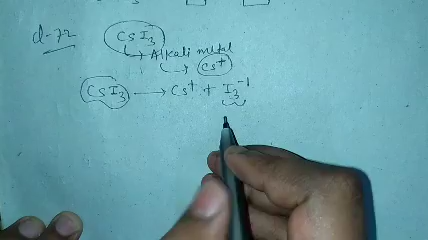 d-72
CsI₃
→ Alkali metal
→ Cs⁺
CsI₃ → Cs⁺ + I₃⁻¹